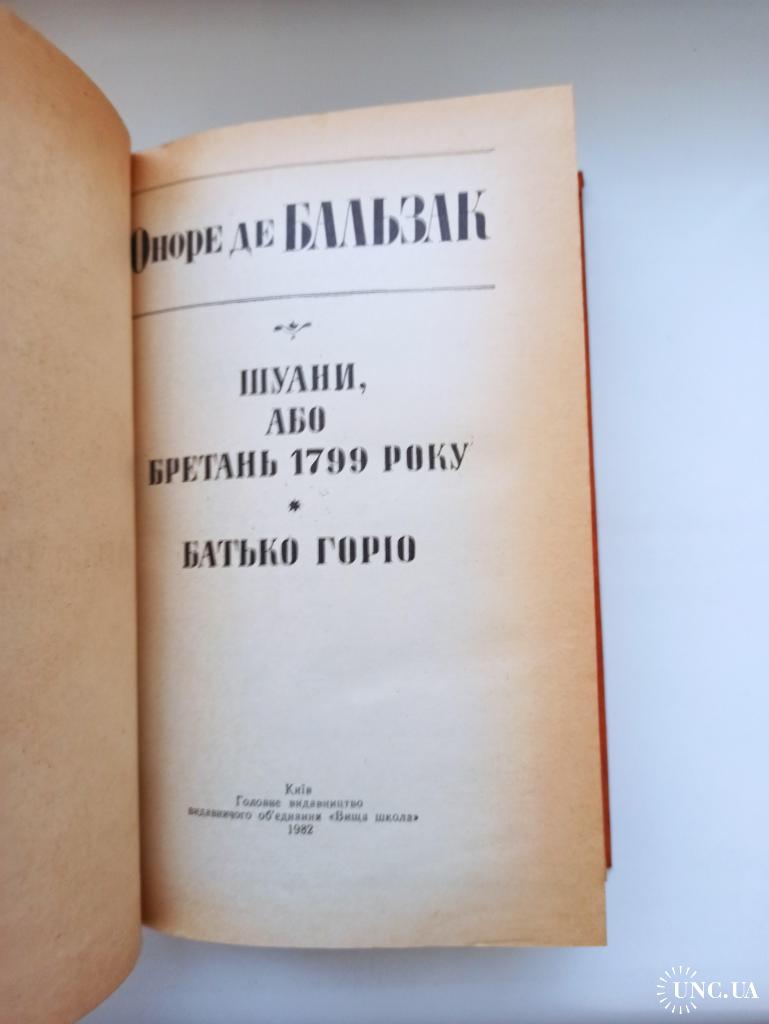 Оноре де БАЛЬЗАК
ШУАНИ,
АБО
БРЕТАНЬ 1799 РОКУ
*
БАТЬКО ГОРІО
Київ
Головне видавництво
видавничого об'єднання «Вища школа»
1982
UNC.UA